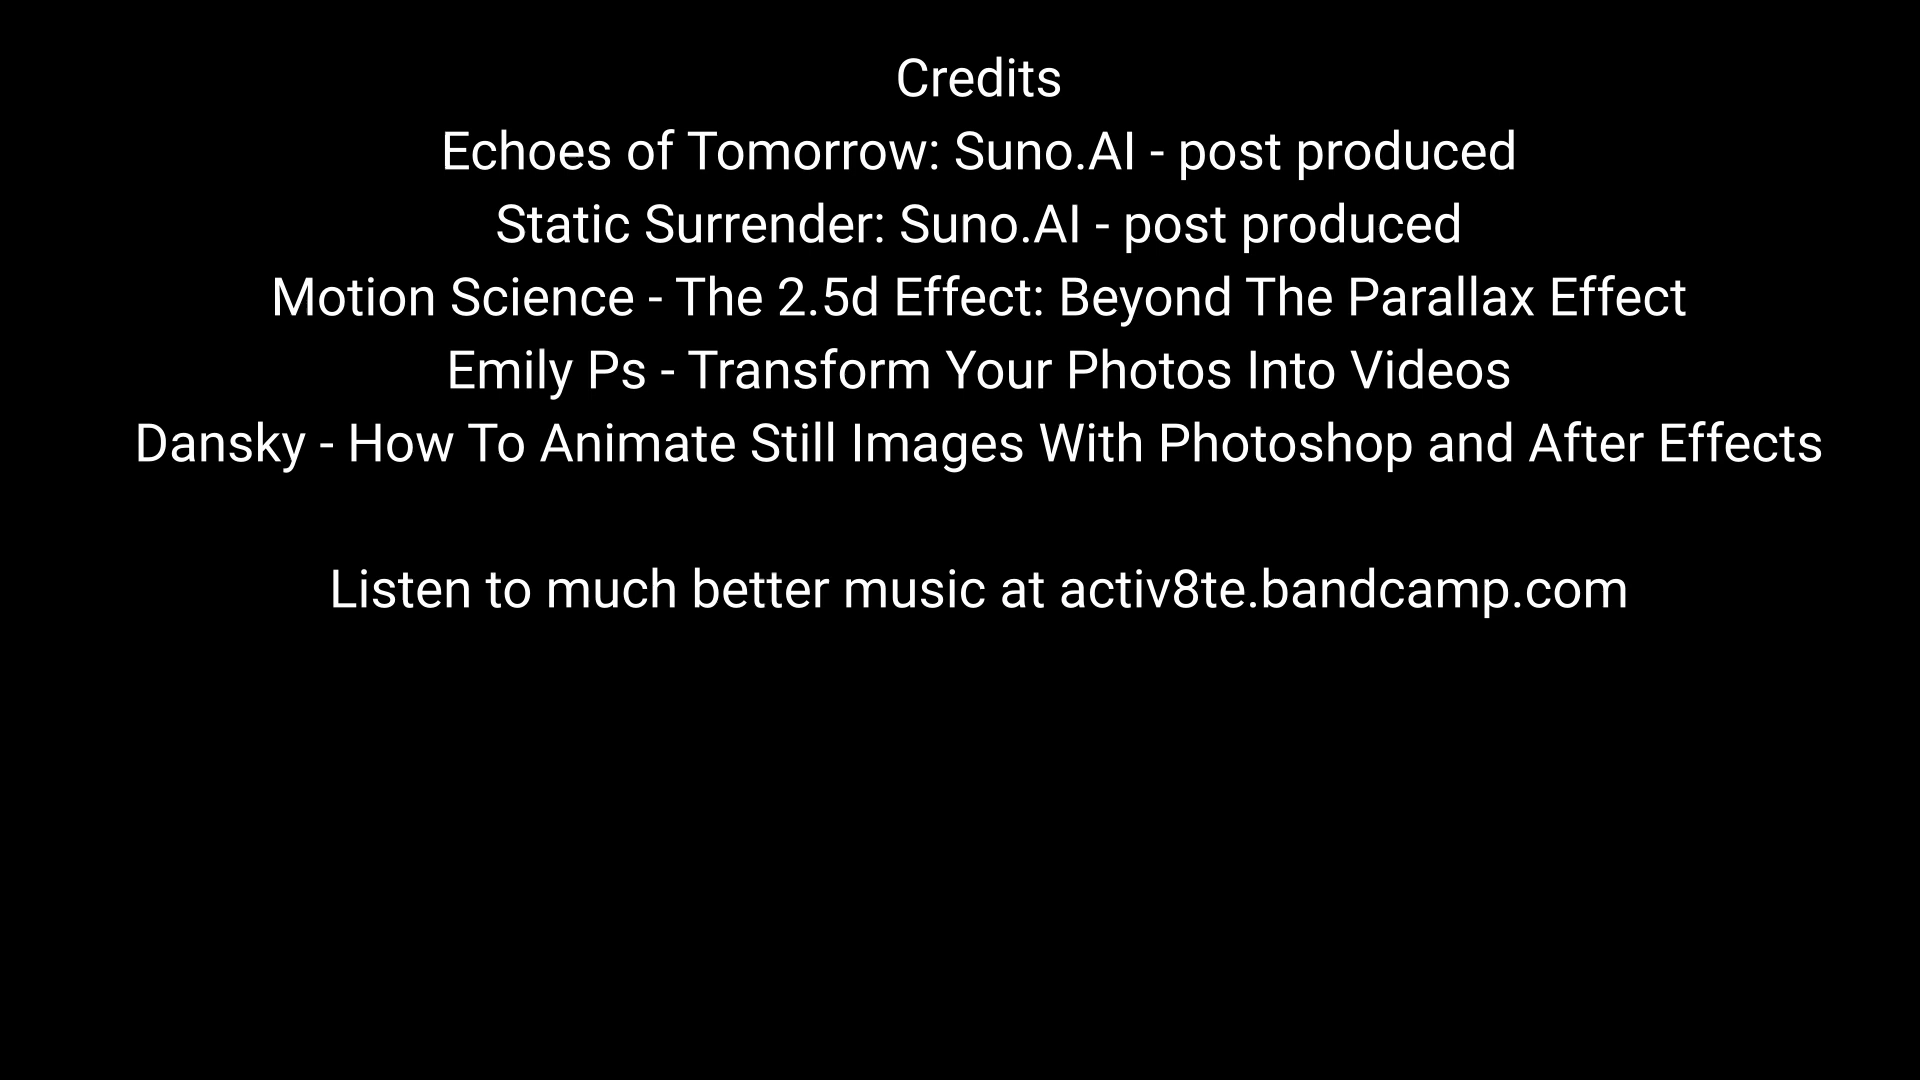 Credits
Echoes of Tomorrow: Suno.AI - post produced
Static Surrender: Suno.AI - post produced
Motion Science - The 2.5d Effect: Beyond The Parallax Effect
Emily Ps - Transform Your Photos Into Videos
Dansky - How To Animate Still Images With Photoshop and After Effects
Listen to much better music at activ8te.bandcamp.com